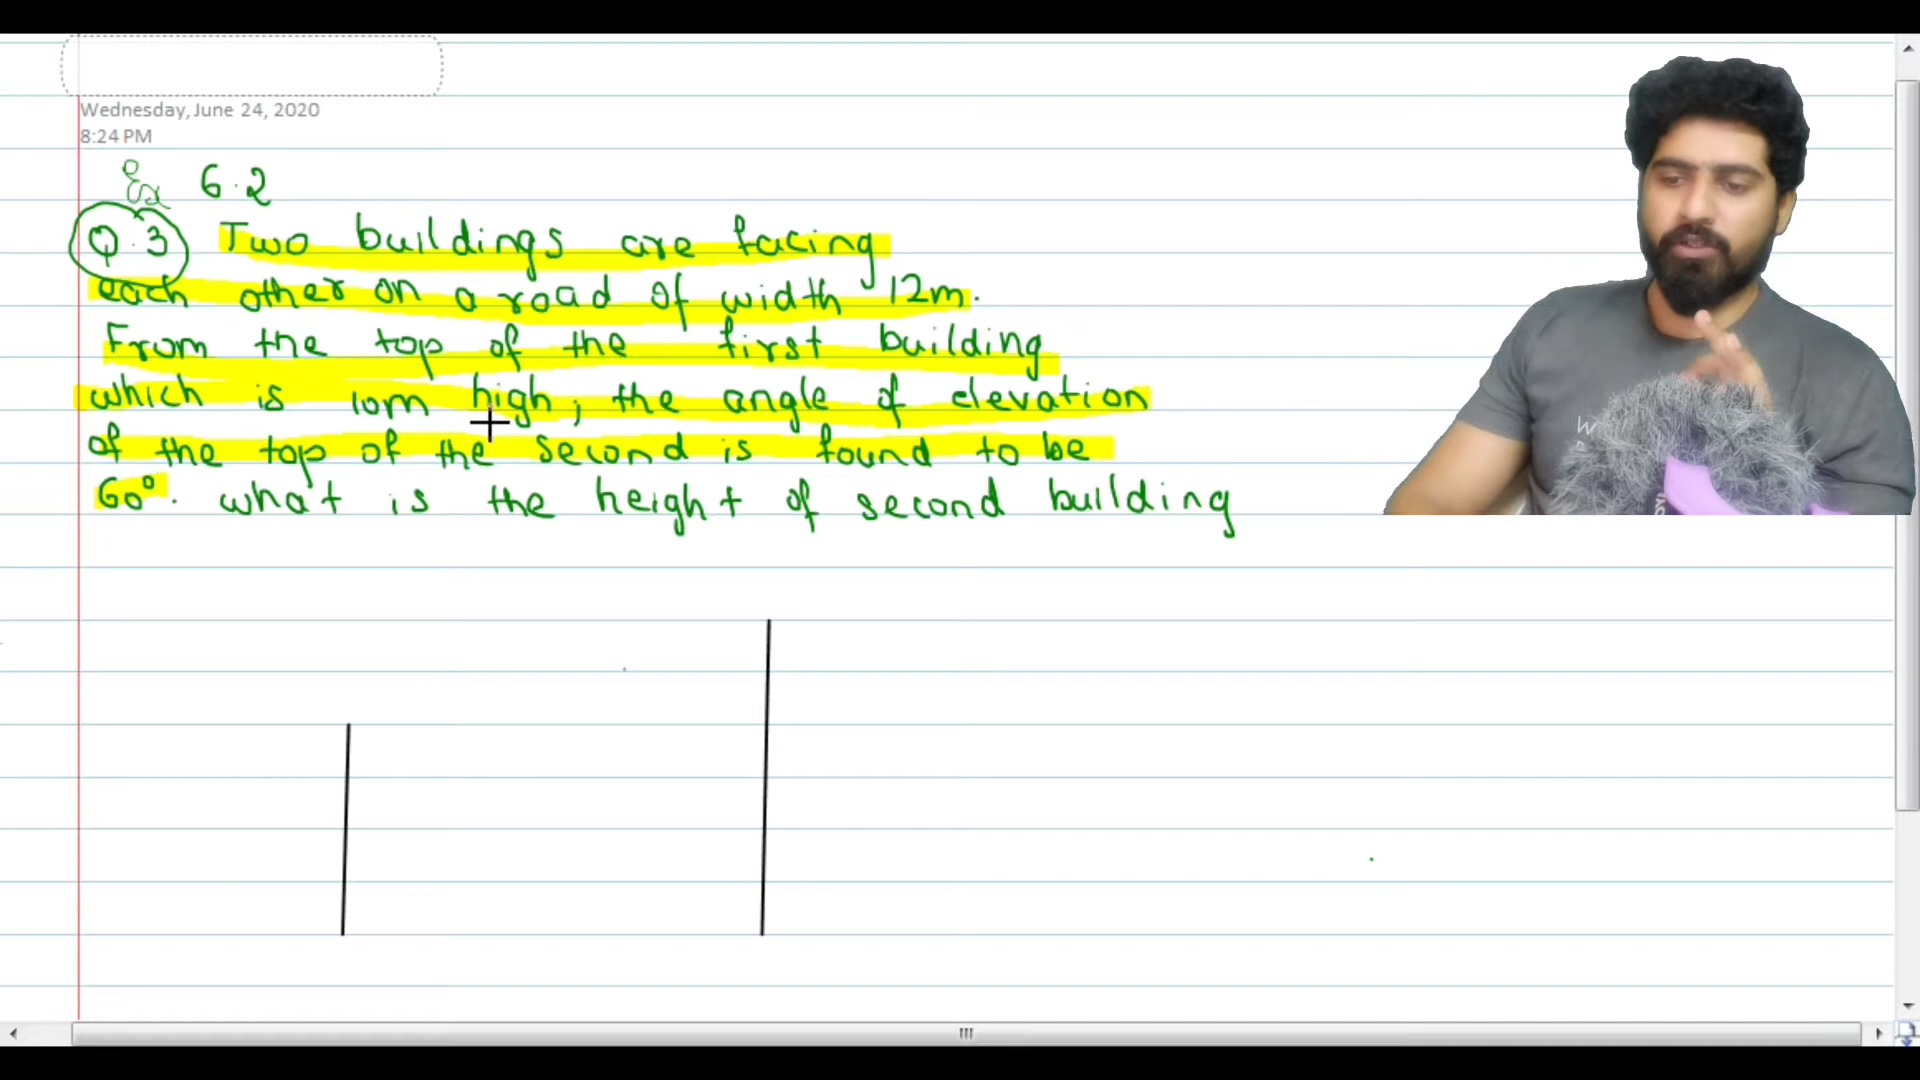 Wednesday, June 24, 2020
8:24 PM
Ex 6.2
Q.3 Two buildings are facing
each other on a road of width 12m.
From the top of the first building
which is 10m high, the angle of elevation
of the top of the second is found to be
60°. what is the height of second building